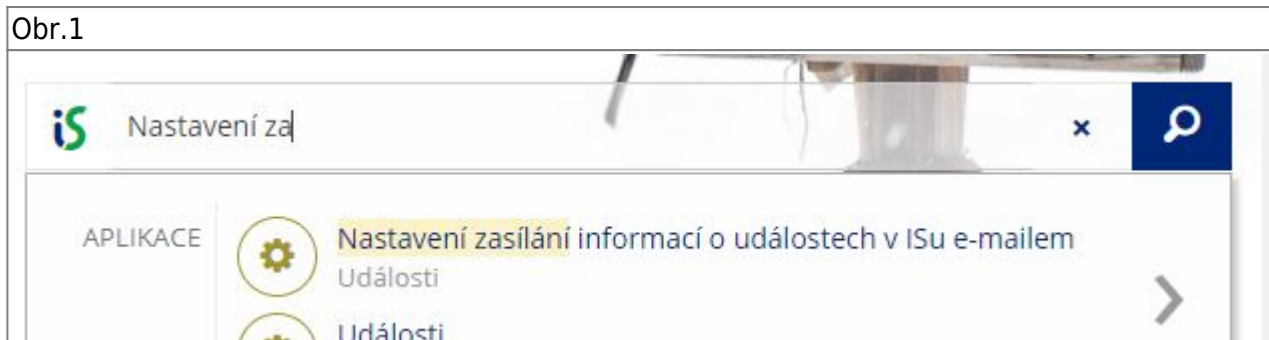 Obr.1
iS Nastavení za
APLIKACE
Nastavení zasílání informací o událostech v ISu e-mailem
Události
Události